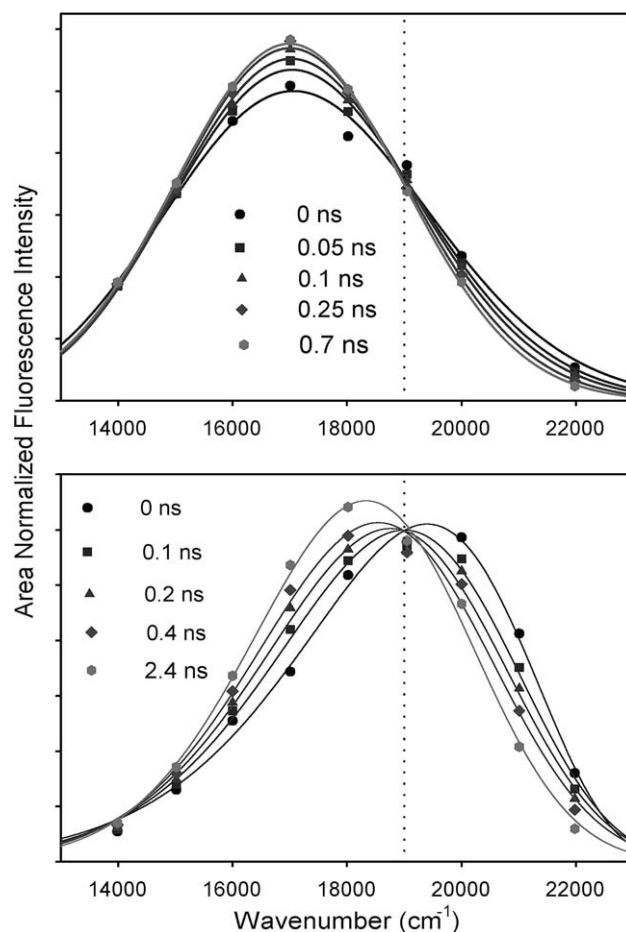 Area Normalized Fluorescence Intensity
0 ns
0.05 ns
0.1 ns
0.25 ns
0.7 ns
14000 16000 18000 20000 22000
0 ns
0.1 ns
0.2 ns
0.4 ns
2.4 ns
14000 16000 18000 20000 22000
Wavenumber (cm⁻¹)